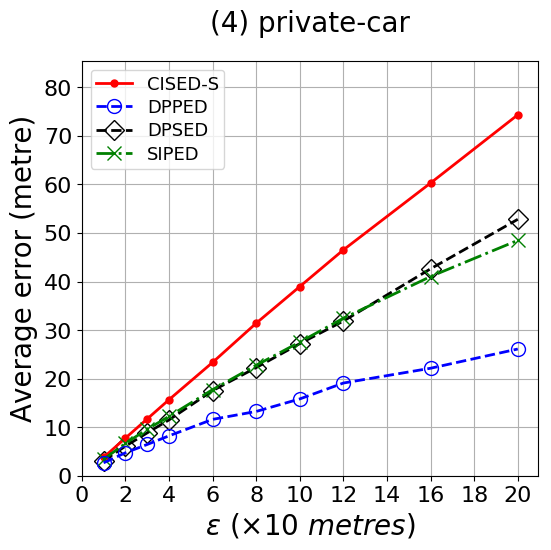 (4) private-car
Average error (metre)
80
70
60
50
40
30
20
10
0
CISED-S
DPPED
DPSED
SIPED
0 2 4 6 8 10 12 14 16 18 20
ε (×10 metres)